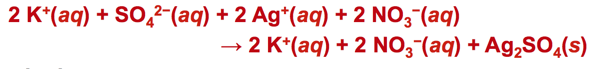 2 K⁺(aq) + SO₄²⁻(aq) + 2 Ag⁺(aq) + 2 NO₃⁻(aq)
→ 2 K⁺(aq) + 2 NO₃⁻(aq) + Ag₂SO₄(s)